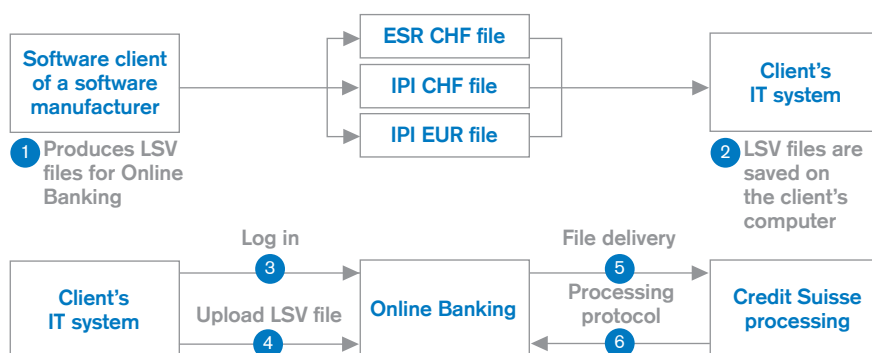 Software client
of a software
manufacturer
ESR CHF file
IPI CHF file
IPI EUR file
Client's
IT system
1 Produces LSV
files for Online
Banking
2 LSV files are
saved on
the client's
computer
Client's
IT system
Log in
3
Upload LSV file
4
Online Banking
File delivery
5
Processing
protocol
6
Credit Suisse
processing